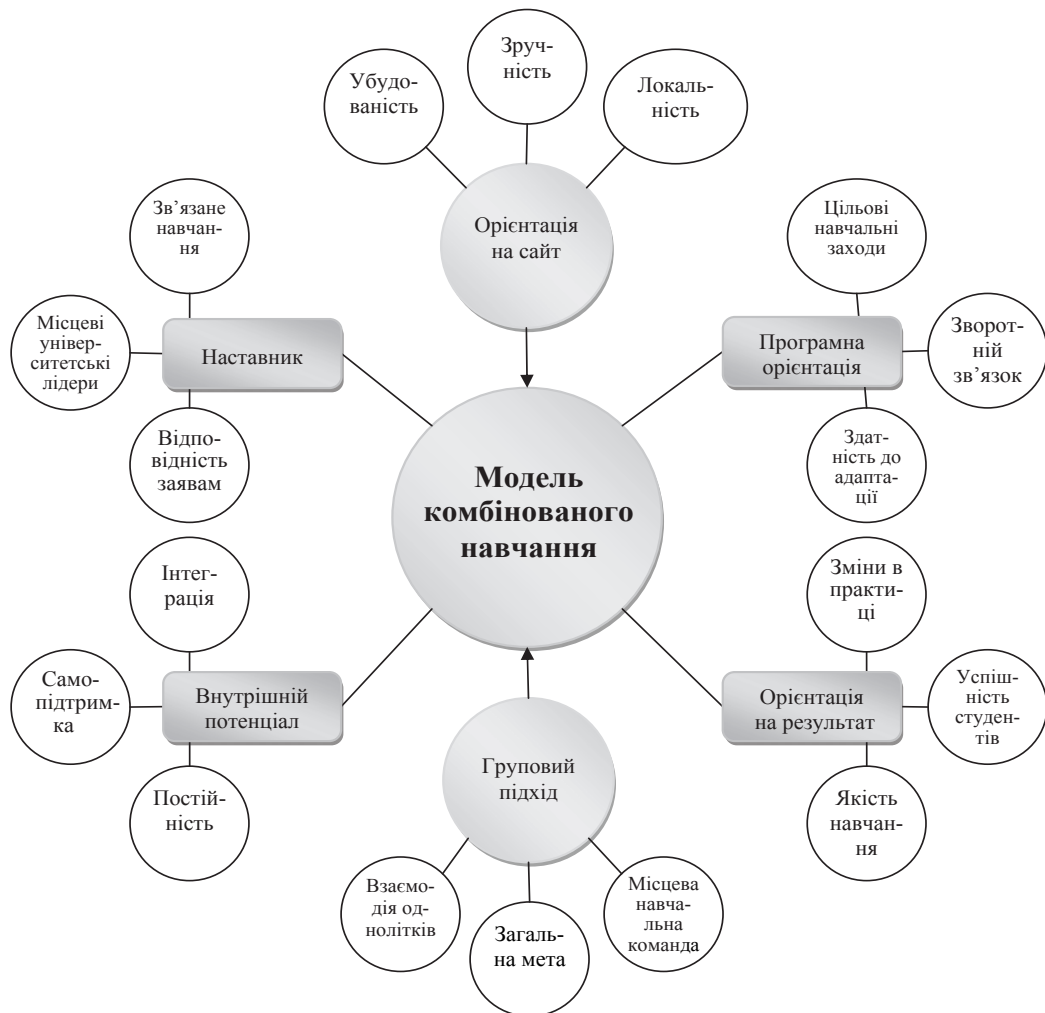 Зруч-
ність
Убудо-
ваність
Локаль-
ність
Орієнтація
на сайт
Зв’язане
навчан-
ня
Місцеві
універ-
ситетські
лідери
Наставник
Відпо-
відність
заявам
Цільові
навчальні
заходи
Програмна
орієнтація
Зворот-
ній
зв’язок
Здат-
ність до
адапта-
ції
Модель
комбінованого
навчання
Інтег-
рація
Само-
підтрим-
ка
Внутрішній
потенціал
Постій-
ність
Зміни в
практи-
ці
Орієнтація
на результат
Успіш-
ність
студен-
тів
Якість
навчан-
ня
Груповий
підхід
Взаємо-
дія од-
нолітків
Загаль-
на мета
Місцева
навча-
льна
команда